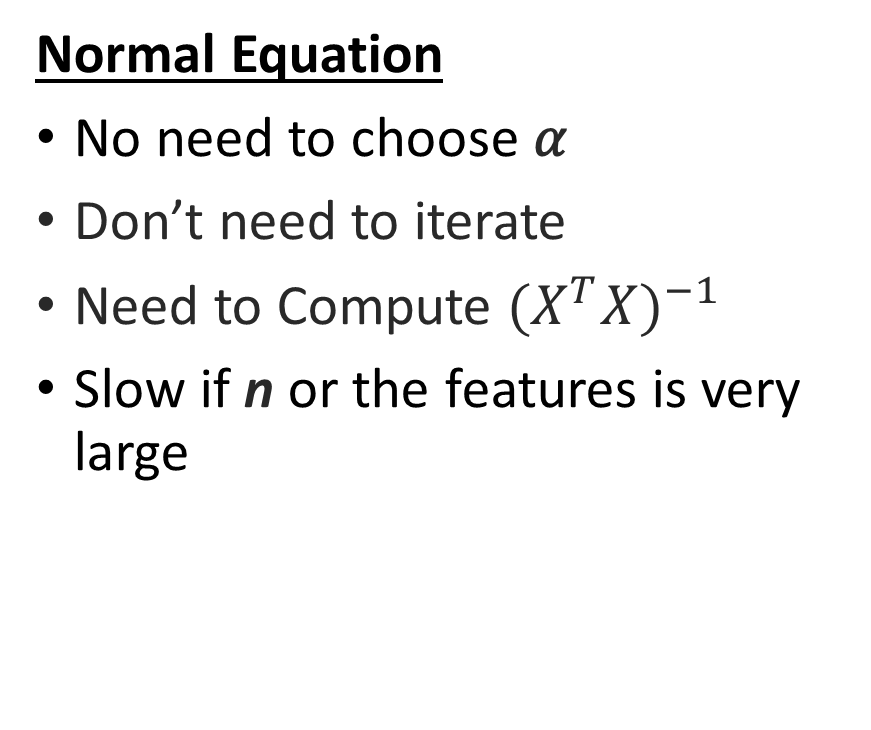 Normal Equation
• No need to choose α
• Don’t need to iterate
• Need to Compute (XᵀX)⁻¹
• Slow if n or the features is very
large